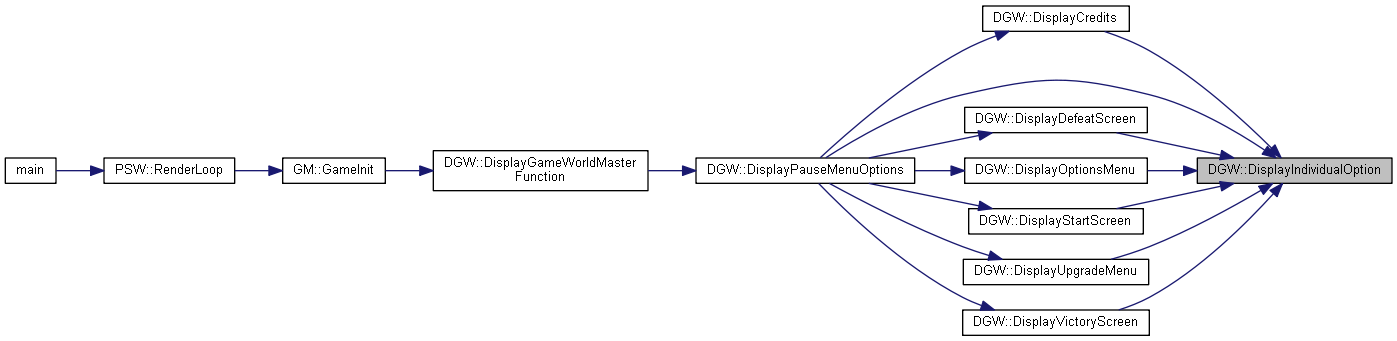 DGW::DisplayCredits
DGW::DisplayDefeatScreen
main
PSW::RenderLoop
GM::GameInit
DGW::DisplayGameWorldMaster
Function
DGW::DisplayPauseMenuOptions
DGW::DisplayOptionsMenu
DGW::DisplayIndividualOption
DGW::DisplayStartScreen
DGW::DisplayUpgradeMenu
DGW::DisplayVictoryScreen